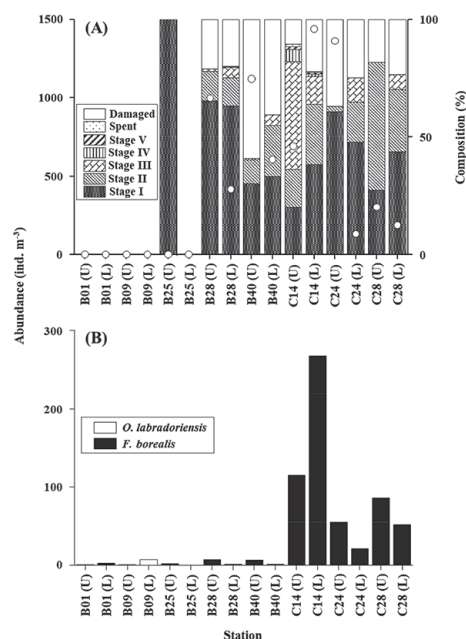 (A)
1500
1000
500
0
Abundance (ind. m⁻³)
100
50
0
Composition (%)
Damaged
Spent
Stage V
Stage IV
Stage III
Stage II
Stage I
B01 (U)
B01 (L)
B09 (U)
B09 (L)
B25 (U)
B25 (L)
B28 (U)
B28 (L)
B40 (U)
B40 (L)
C14 (U)
C14 (L)
C24 (U)
C24 (L)
C28 (U)
C28 (L)
(B)
300
200
100
0
O. labradoriensis
F. borealis
B01 (U)
B01 (L)
B09 (U)
B09 (L)
B25 (U)
B25 (L)
B28 (U)
B28 (L)
B40 (U)
B40 (L)
C14 (U)
C14 (L)
C24 (U)
C24 (L)
C28 (U)
C28 (L)
Station